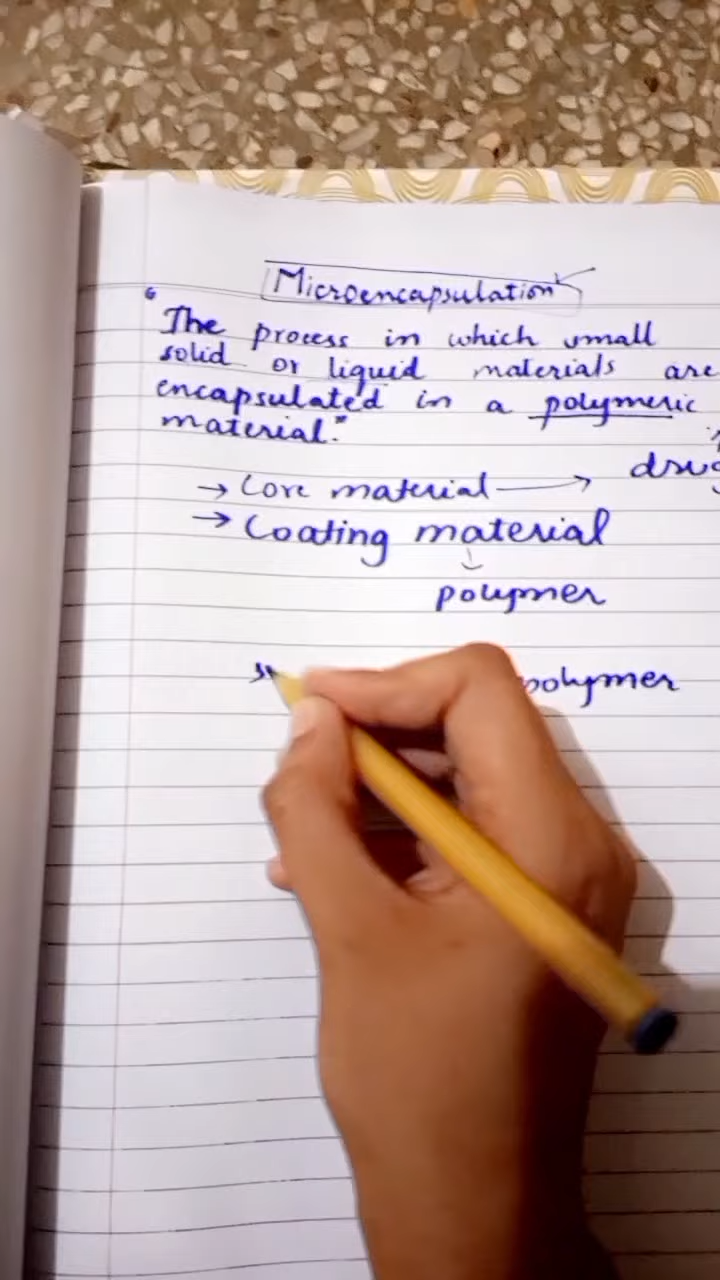 Microencapsulation
"The process in which small
solid or liquid materials are
encapsulated in a polymeric
material."
→ Core material → 
→ Coating material
↓
polymer
polymer